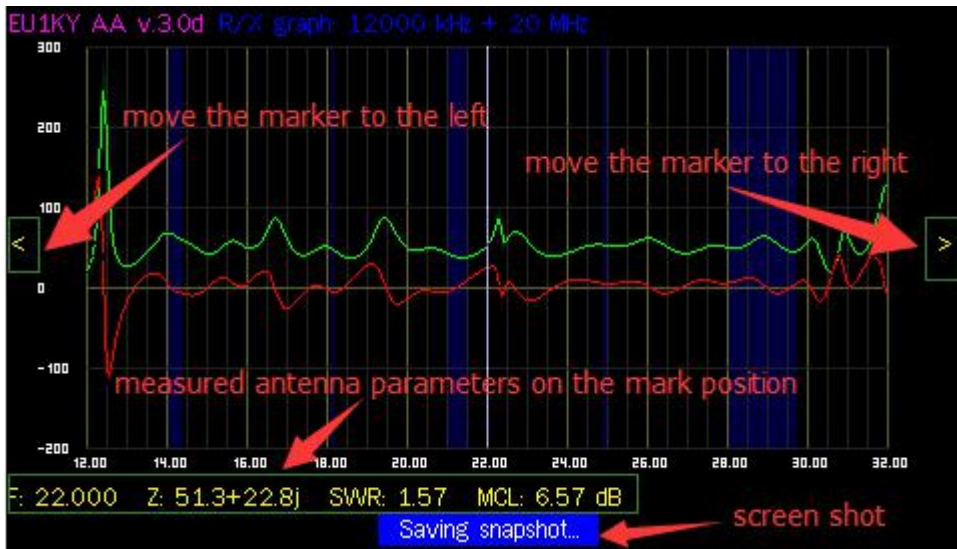 EU1KY AA v.3.0d R/X graph: 12000 kHz + 20 MHz
300
move the marker to the left
200
move the marker to the right
100
<
>
0
-100
measured antenna parameters on the mark position
-200
12.00 14.00 16.00 18.00 20.00 22.00 24.00 26.00 28.00 30.00 32.00
F: 22.000 Z: 51.3+22.8j SWR: 1.57 MCL: 6.57 dB
Saving snapshot...
screen shot